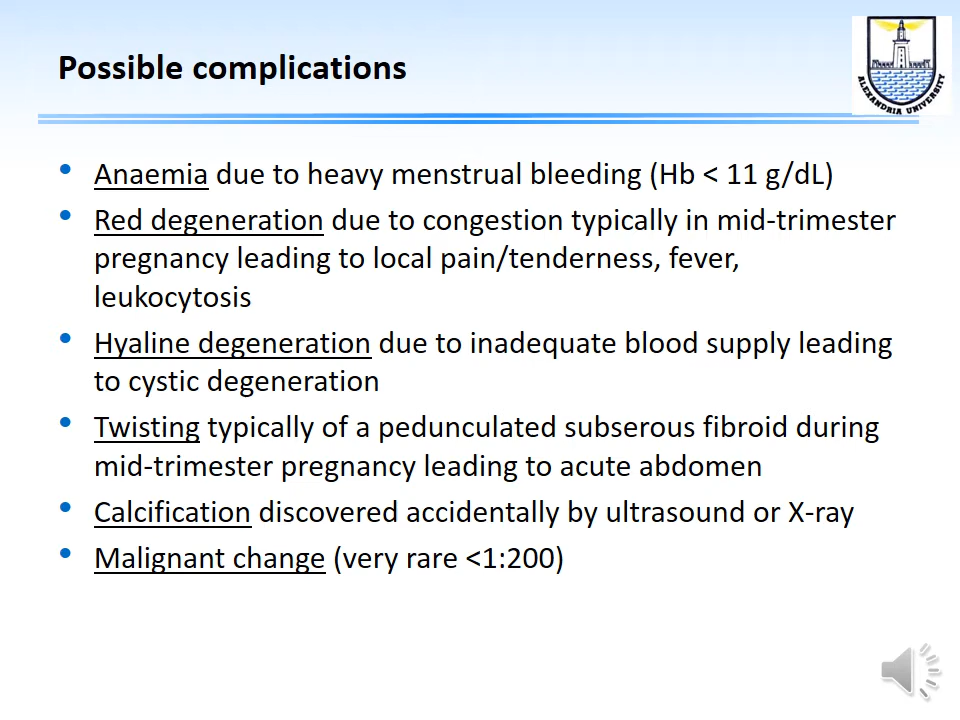 Possible complications
ALEXANDRIA UNIVERSITY
• Anaemia due to heavy menstrual bleeding (Hb < 11 g/dL)
• Red degeneration due to congestion typically in mid-trimester
pregnancy leading to local pain/tenderness, fever,
leukocytosis
• Hyaline degeneration due to inadequate blood supply leading
to cystic degeneration
• Twisting typically of a pedunculated subserous fibroid during
mid-trimester pregnancy leading to acute abdomen
• Calcification discovered accidentally by ultrasound or X-ray
• Malignant change (very rare <1:200)